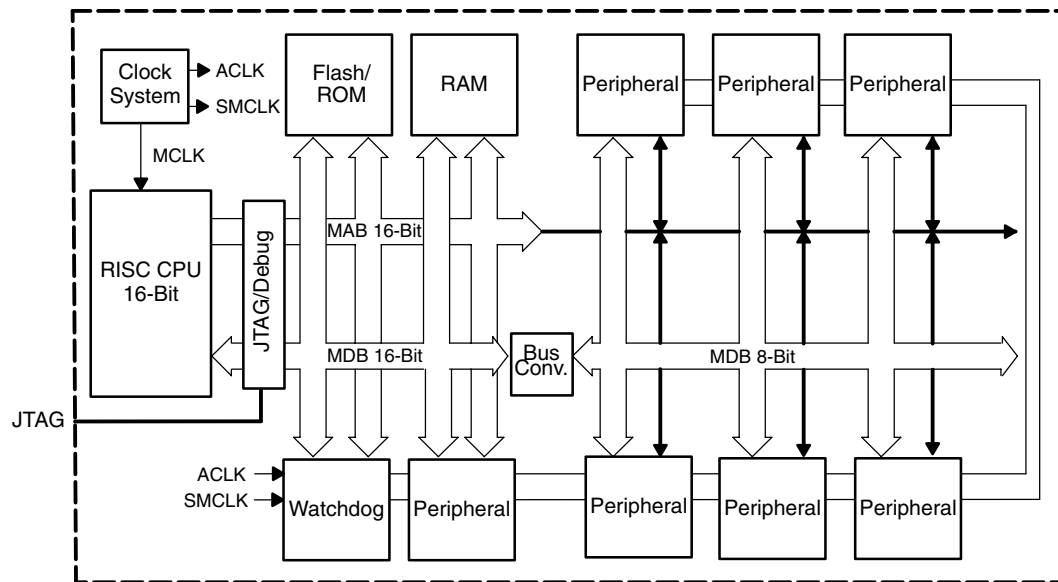 Clock
System
ACLK
SMCLK
MCLK
Flash/
ROM
RAM
Peripheral
Peripheral
Peripheral
RISC CPU
16-Bit
JTAG/Debug
MAB 16-Bit
MDB 16-Bit
Bus
Conv.
MDB 8-Bit
JTAG
ACLK
SMCLK
Watchdog
Peripheral
Peripheral
Peripheral
Peripheral